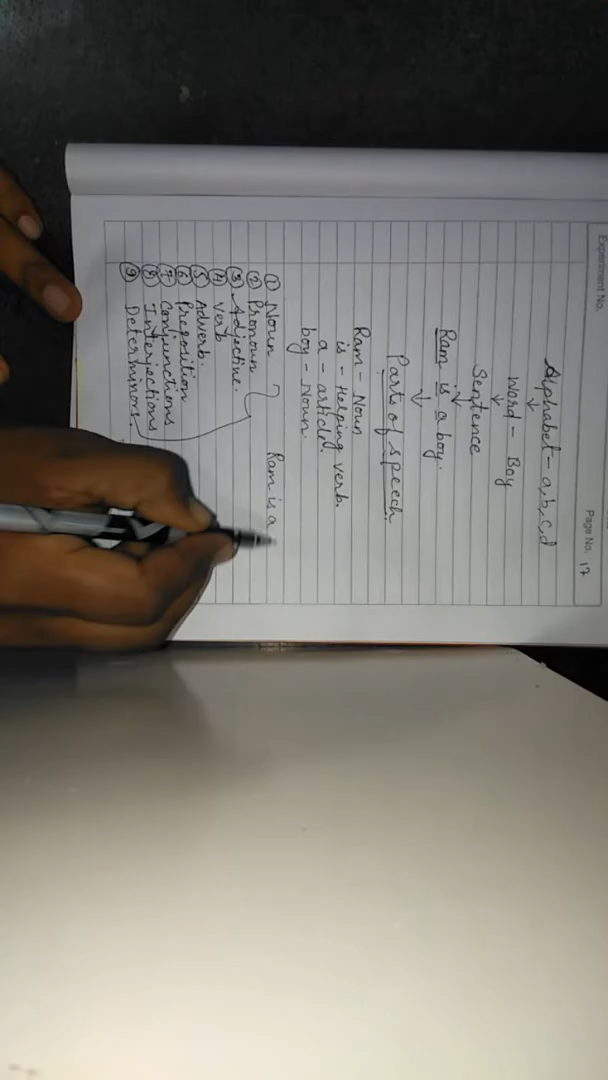 Experiment No.
Page No. 17
Alphabet - a,b,c,d
Word - Boy
Sentence
Ram is a boy.
Parts of speech.
Ram - Noun
is - Helping verb.
a - article.
boy - Noun.
① Noun Ram is a
② Pronoun
③ Adjective.
④ Verb
⑤ Adverb.
⑥ Preposition
⑦ Conjunctions
⑧ Interjections
⑨ Determinors